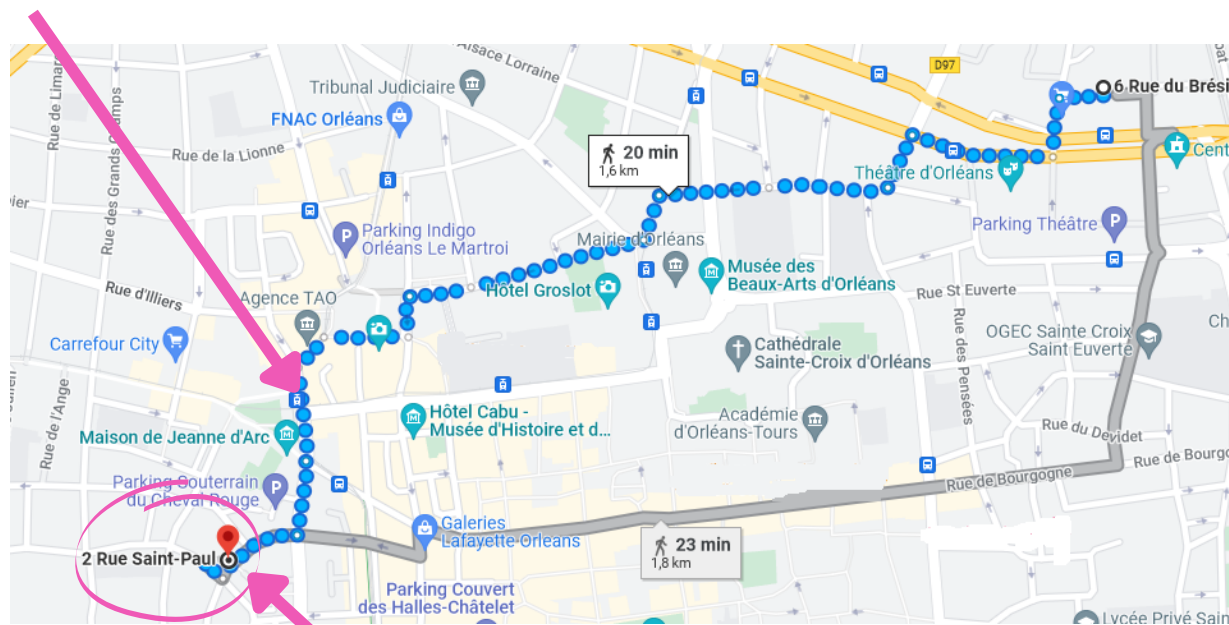 Alsace Lorraine
D97
Rue de Limar
Tribunal Judiciaire
6 Rue du Brési
FNAC Orléans
Rue des Grands Champs
Rue de la Lionne
20 min
1,6 km
Cent
Théâtre d'Orléans
ier
P
Parking Indigo
Orléans Le Martroi
Parking Théâtre
P
Mairie d'Orléans
Musée des
Beaux-Arts d'Orléans
Rue d'Illiers
Agence TAO
Hôtel Groslot
Rue St Euverte
Carrefour City
Cathédrale
Sainte-Croix d'Orléans
Rue des Pensées
OGEC Sainte Croix
Saint Euverte
Ch
Rue de l'Ange
Maison de Jeanne d'Arc
Hôtel Cabu -
Musée d'Histoire et d...
Académie
d'Orléans-Tours
Rue du Devidet
Rue de Bourgo
Rue de Bourgogne
Parking Souterrain
du Cheval Rouge
P
Galeries
Lafayette Orleans
23 min
1,8 km
2 Rue Saint-Paul
Parking Couvert
des Halles-Châtelet
Lycée Privé Sain